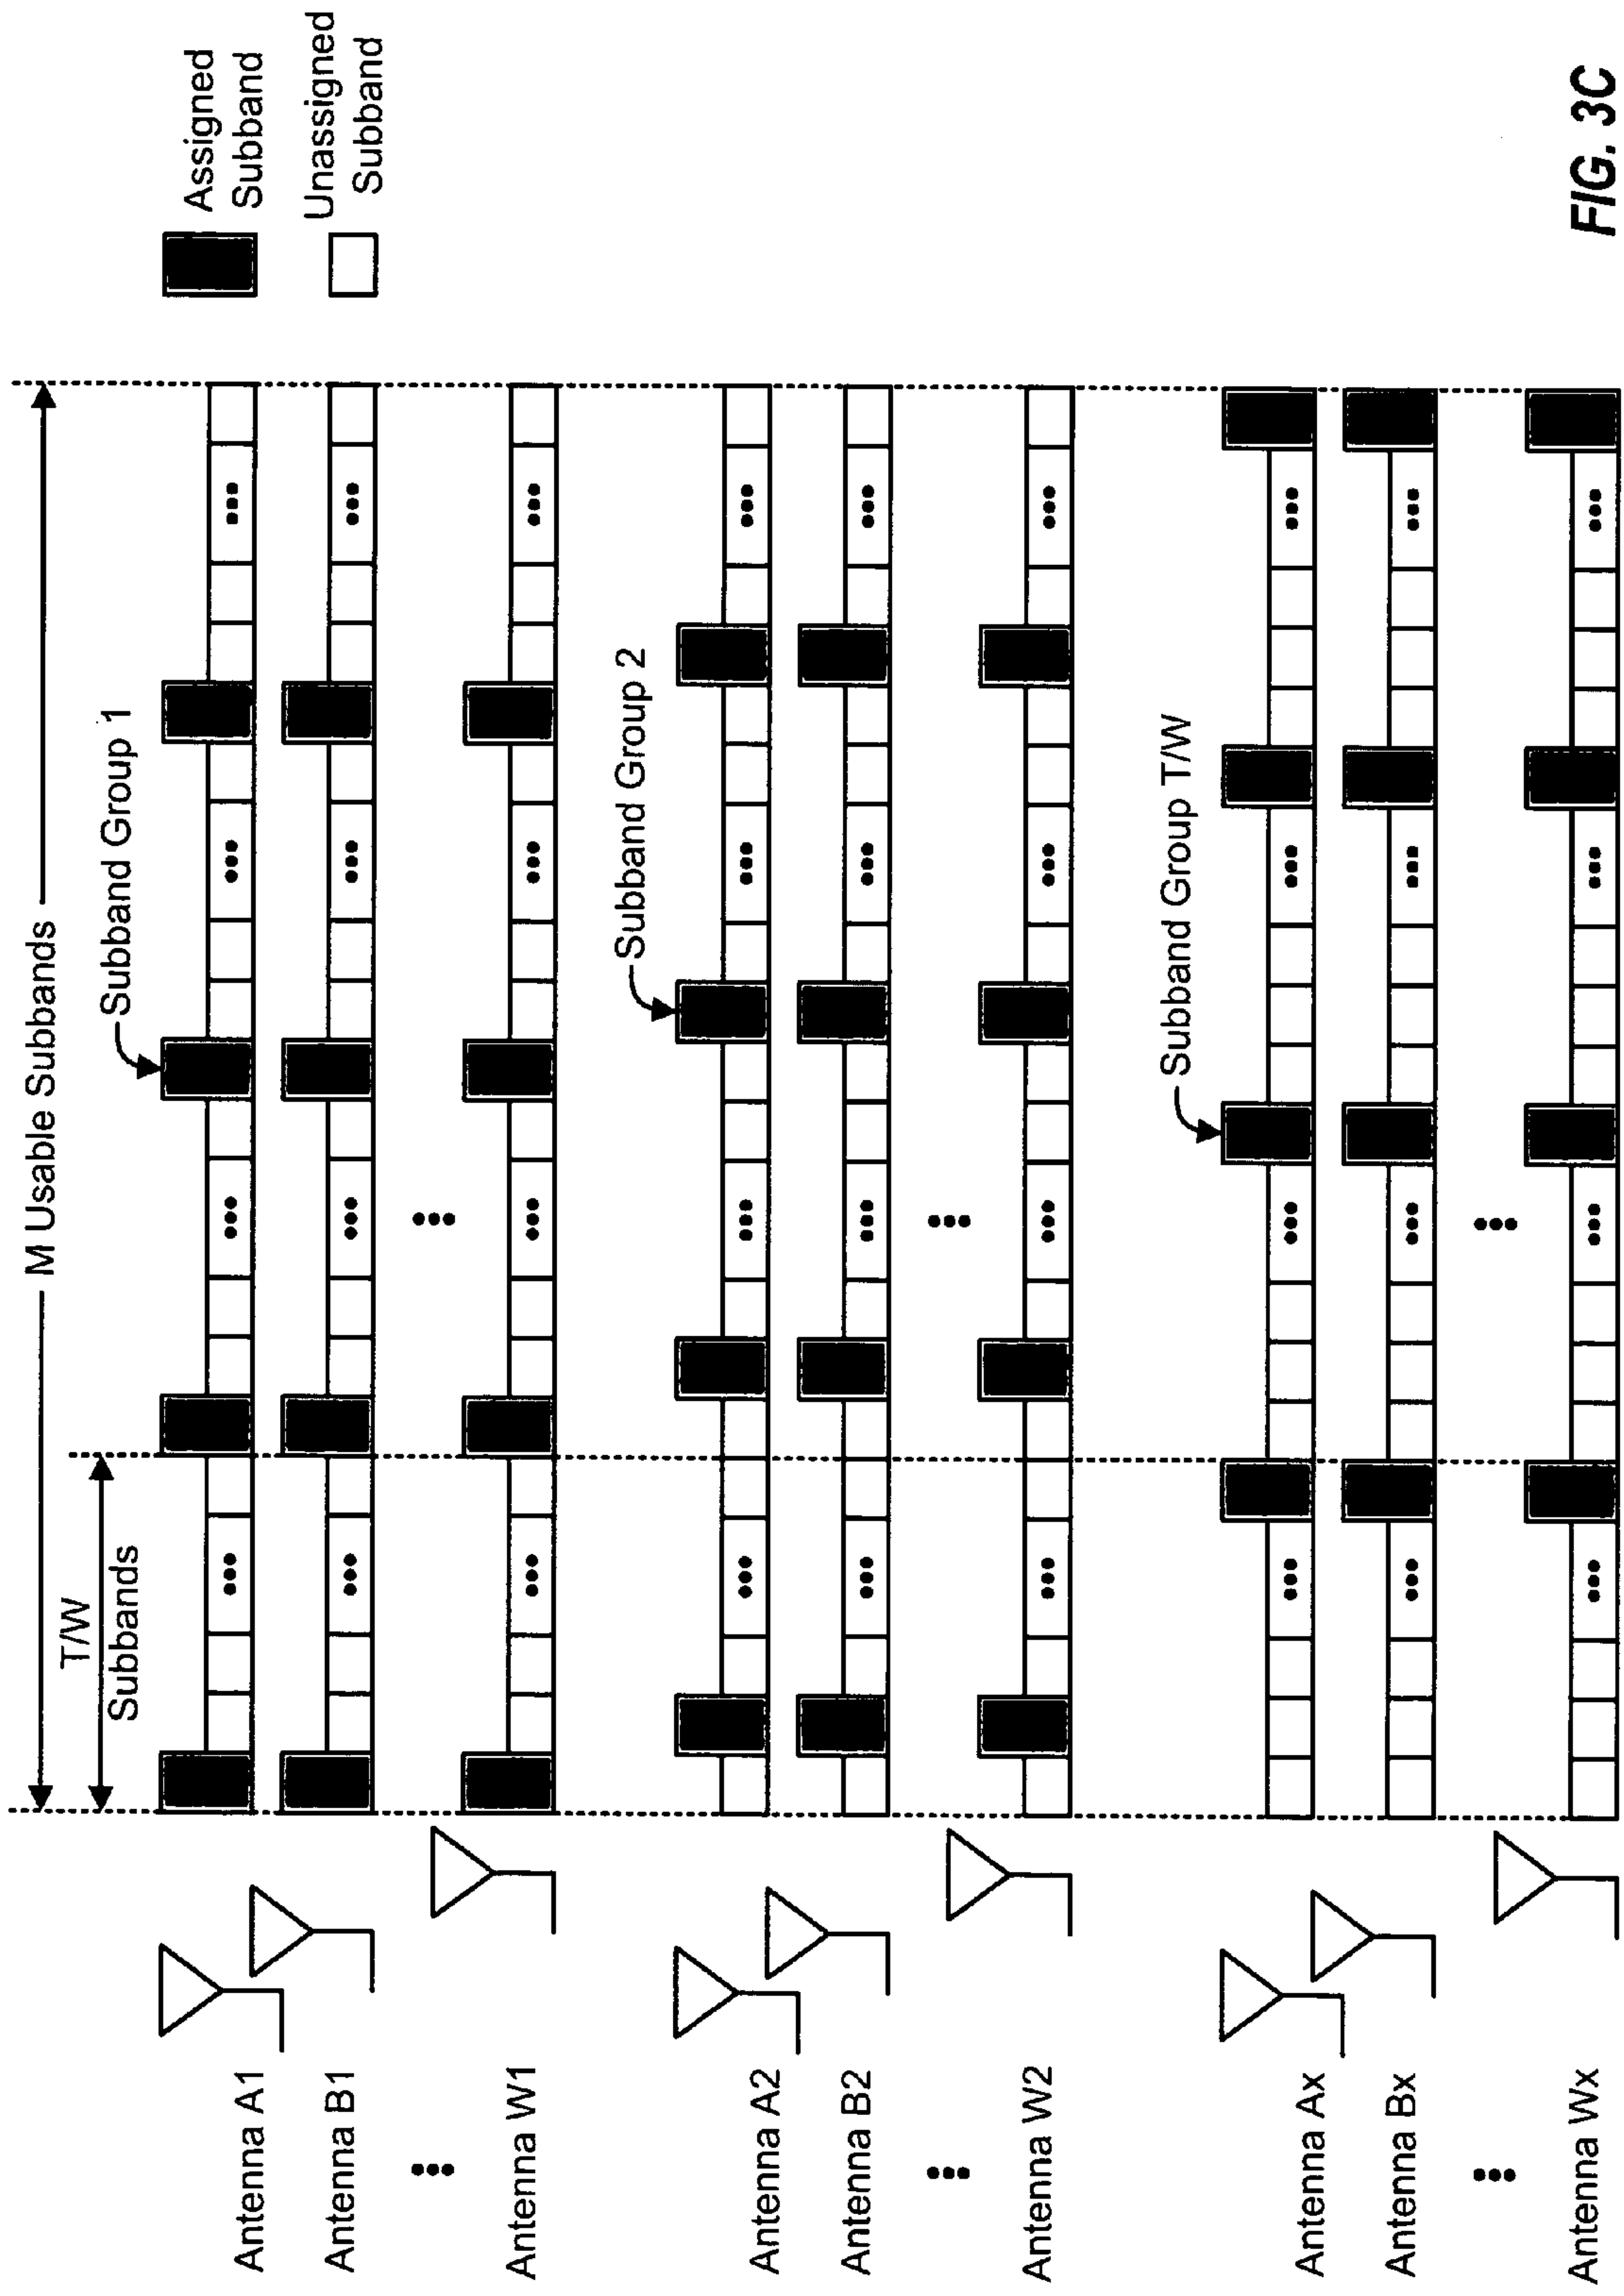 M Usable Subbands
T/W
Subbands
Subband Group 1
Assigned
Subband
Unassigned
Subband
Antenna A1
•••
Antenna B1
•••
•••
•••
Antenna W1
•••
Subband Group 2
Antenna A2
•••
Antenna B2
•••
•••
•••
Antenna W2
•••
Subband Group T/W
Antenna Ax
•••
Antenna Bx
•••
•••
•••
Antenna Wx
•••
FIG. 3C